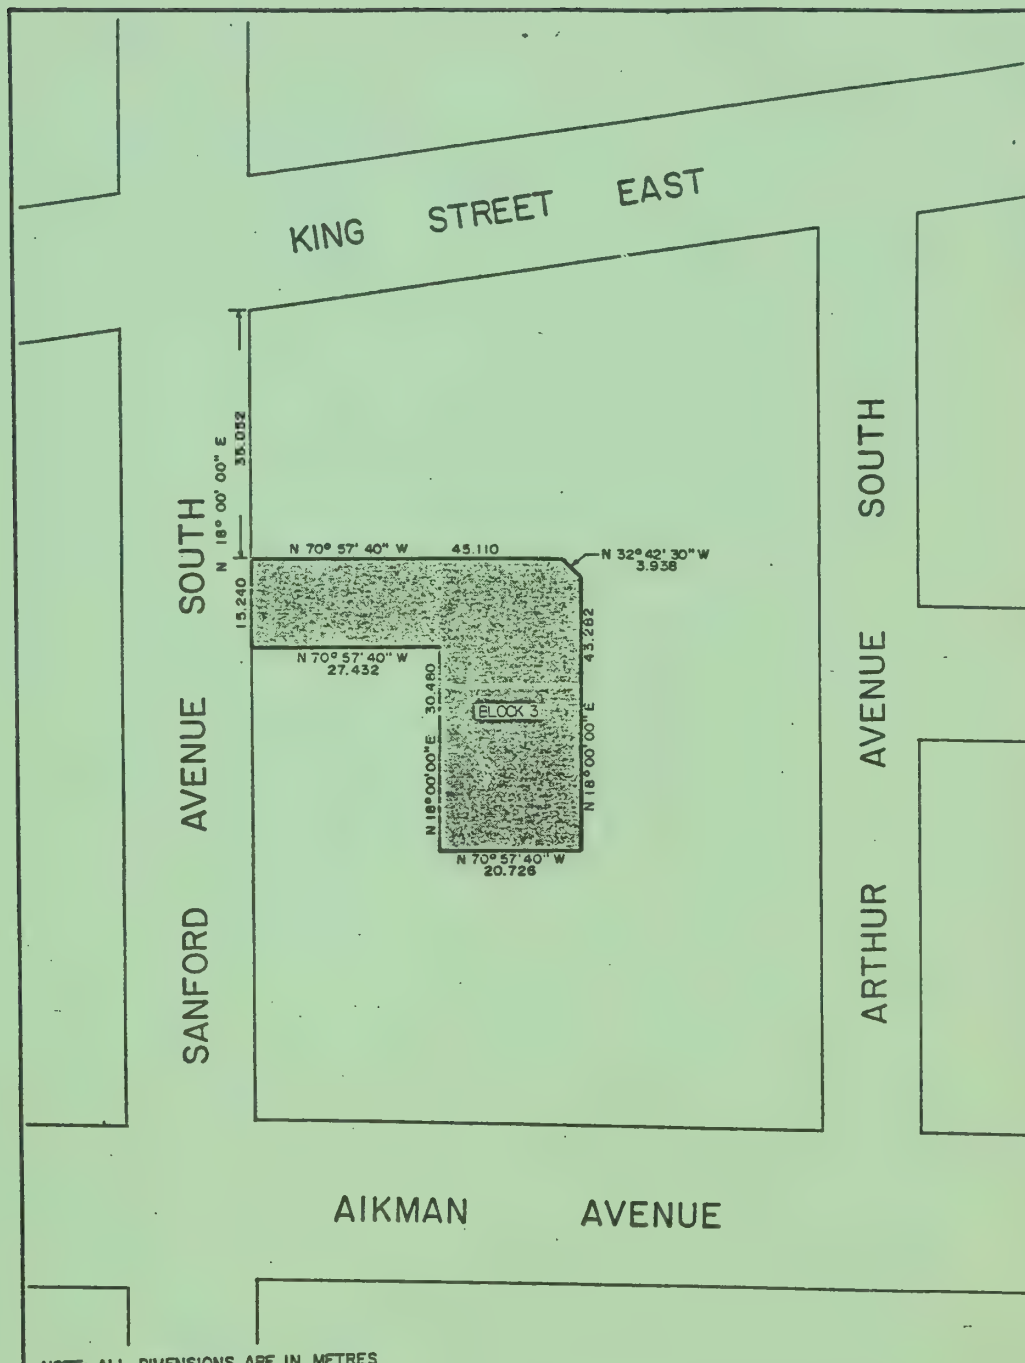 KING STREET EAST
SANFORD AVENUE SOUTH
N 18° 00' 00" E
35.052
15.240
N 70° 57' 40" W 45.110
N 32° 42' 30" W
3.938
43.282
N 18° 00' 00" E
N 70° 57' 40" W
27.432
N 18° 00' 00" E 30.480
BLOCK 3
N 70° 57' 40" W
20.726
ARTHUR AVENUE SOUTH
AIKMAN AVENUE
NOTE ALL DIMENSIONS ARE IN METRES